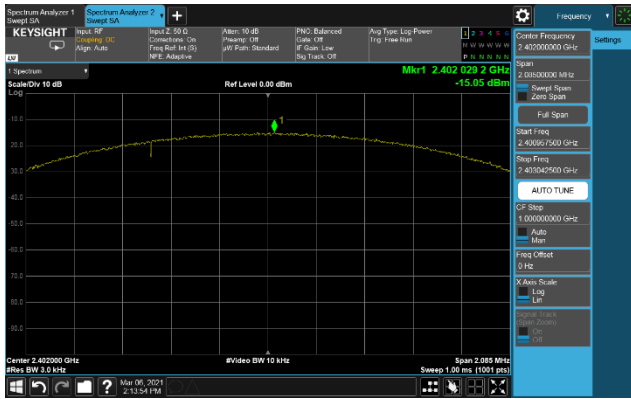 Spectrum Analyzer 1
Swept SA
Spectrum Analyzer 2
Swept SA
+
Frequency
KEYSIGHT
Input: RF
Coupling: DC
Align: Auto
Input Z: 50 Ω
Corrections: On
Freq Ref: Int (S)
NFE: Adaptive
Atten: 10 dB
Preamp: Off
µW Path: Standard
PNO: Balanced
Gate: Off
IF Gain: Low
Sig Track: Off
Avg Type: Log-Power
Trig: Free Run
1 2 3 4 5 6
M W W W W W
P N N N N N
LXI
1 Spectrum
Scale/Div 10 dB
Log
Ref Level 0.00 dBm
Mkr1 2.402 029 2 GHz
-15.05 dBm
1
-10.0
-20.0
-30.0
-40.0
-50.0
-60.0
-70.0
-80.0
-90.0
Center 2.402000 GHz
#Res BW 3.0 kHz
#Video BW 10 kHz
Span 2.085 MHz
Sweep 1.00 ms (1001 pts)
Mar 06, 2021
2:13:54 PM
?
Center Frequency
2.402000000 GHz
Settings
Span
2.08500000 MHz
Swept Span
Zero Span
Full Span
Start Freq
2.400957500 GHz
Stop Freq
2.403042500 GHz
AUTO TUNE
CF Step
1.000000000 GHz
Auto
Man
Freq Offset
0 Hz
X Axis Scale
Log
Lin
Signal Track
(Span Zoom)
On
Off